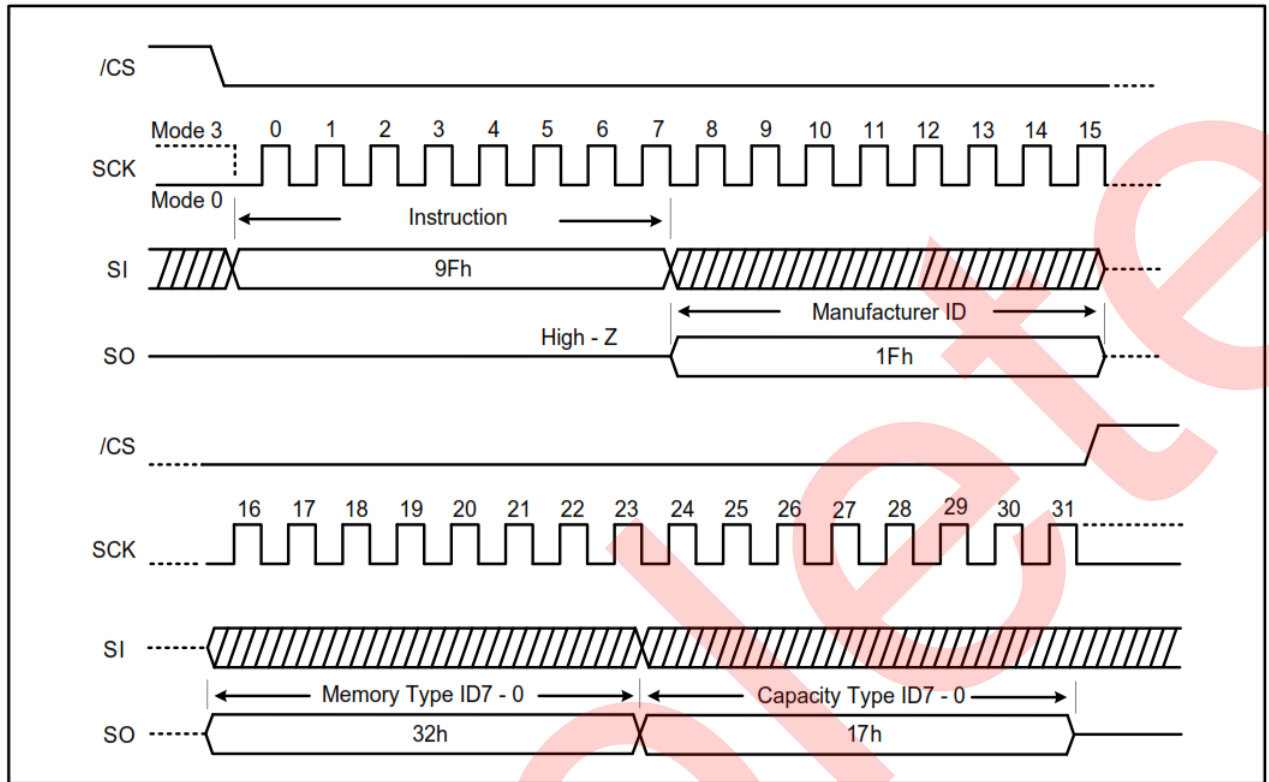 /CS
Mode 3 0 1 2 3 4 5 6 7 8 9 10 11 12 13 14 15
SCK
Mode 0
Instruction
SI 9Fh
Manufacturer ID
High - Z
SO 1Fh
/CS
16 17 18 19 20 21 22 23 24 25 26 27 28 29 30 31
SCK
SI
Memory Type ID7 - 0 Capacity Type ID7 - 0
SO 32h 17h
olete